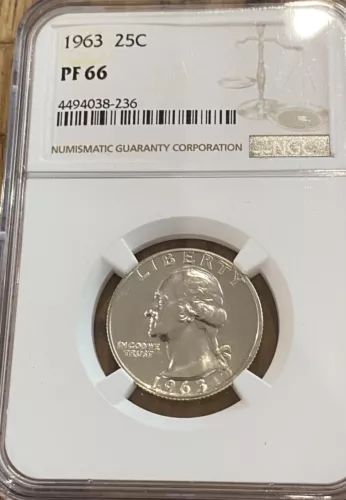 1963 25C
PF 66
4494038-236
NUMISMATIC GUARANTY CORPORATION
NGC
LIBERTY
IN GOD WE
TRUST
1963